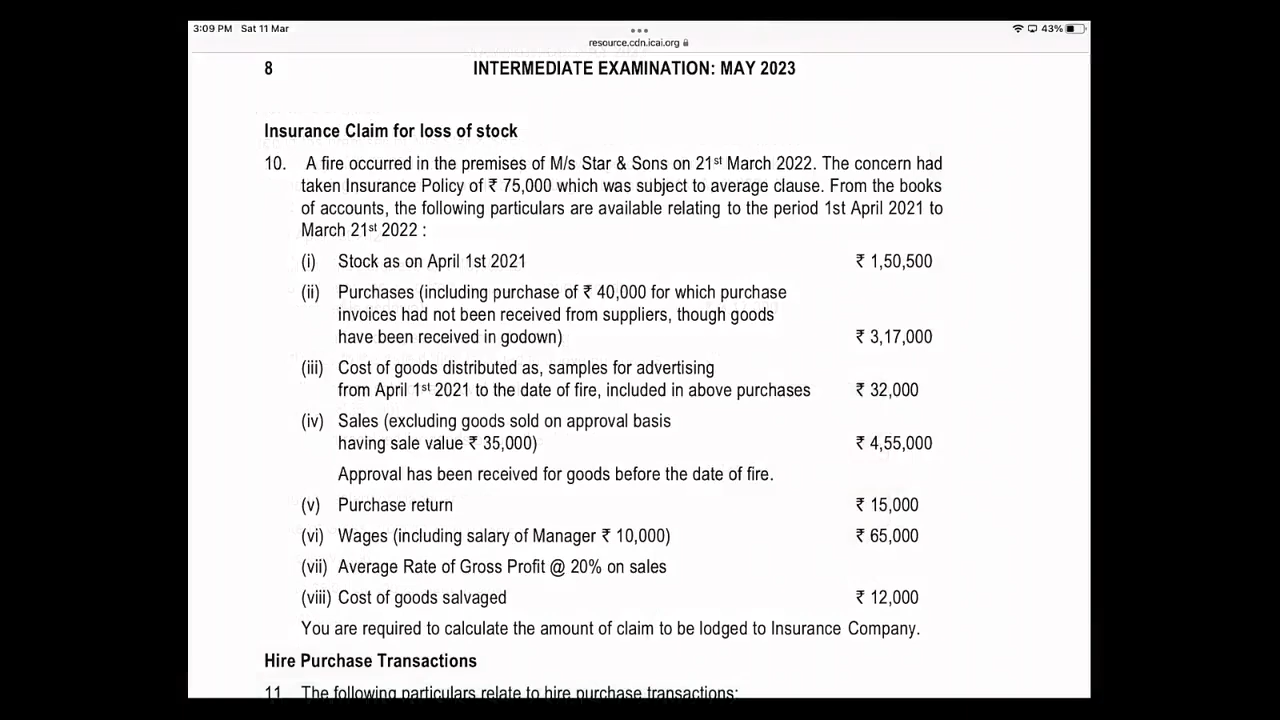 3:09 PM Sat 11 Mar
resource.cdn.icai.org
43%
8 INTERMEDIATE EXAMINATION: MAY 2023
Insurance Claim for loss of stock
10. A fire occurred in the premises of M/s Star & Sons on 21st March 2022. The concern had
taken Insurance Policy of ₹ 75,000 which was subject to average clause. From the books
of accounts, the following particulars are available relating to the period 1st April 2021 to
March 21st 2022 :
(i) Stock as on April 1st 2021 ₹ 1,50,500
(ii) Purchases (including purchase of ₹ 40,000 for which purchase
invoices had not been received from suppliers, though goods
have been received in godown) ₹ 3,17,000
(iii) Cost of goods distributed as, samples for advertising
from April 1st 2021 to the date of fire, included in above purchases ₹ 32,000
(iv) Sales (excluding goods sold on approval basis
having sale value ₹ 35,000) ₹ 4,55,000
Approval has been received for goods before the date of fire.
(v) Purchase return ₹ 15,000
(vi) Wages (including salary of Manager ₹ 10,000) ₹ 65,000
(vii) Average Rate of Gross Profit @ 20% on sales
(viii) Cost of goods salvaged ₹ 12,000
You are required to calculate the amount of claim to be lodged to Insurance Company.
Hire Purchase Transactions
11 The following particulars relate to hire purchase transactions: